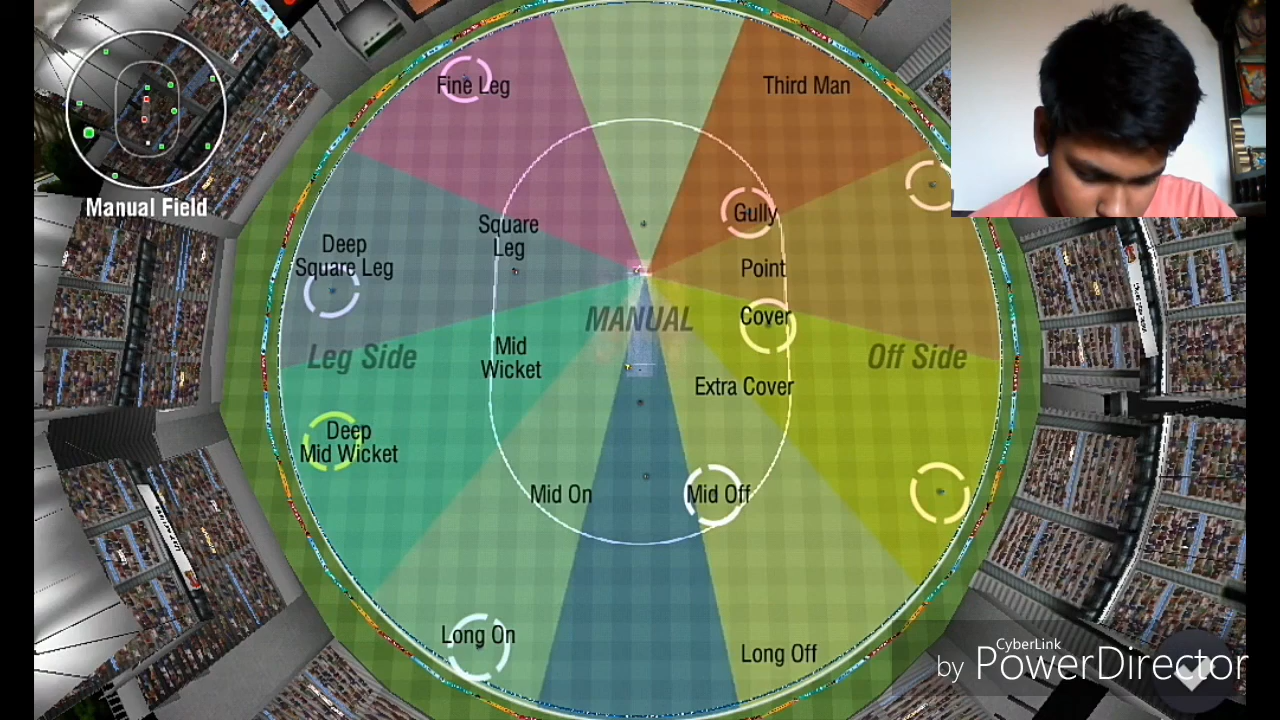 Fine Leg
Third Man
Manual Field
Gully
Square
Leg
Deep
Square Leg
Point
MANUAL
Cover
Leg Side
Mid
Wicket
Off Side
Extra Cover
Deep
Mid Wicket
Mid On
Mid Off
Long On
Long Off
CyberLink
by PowerDirector